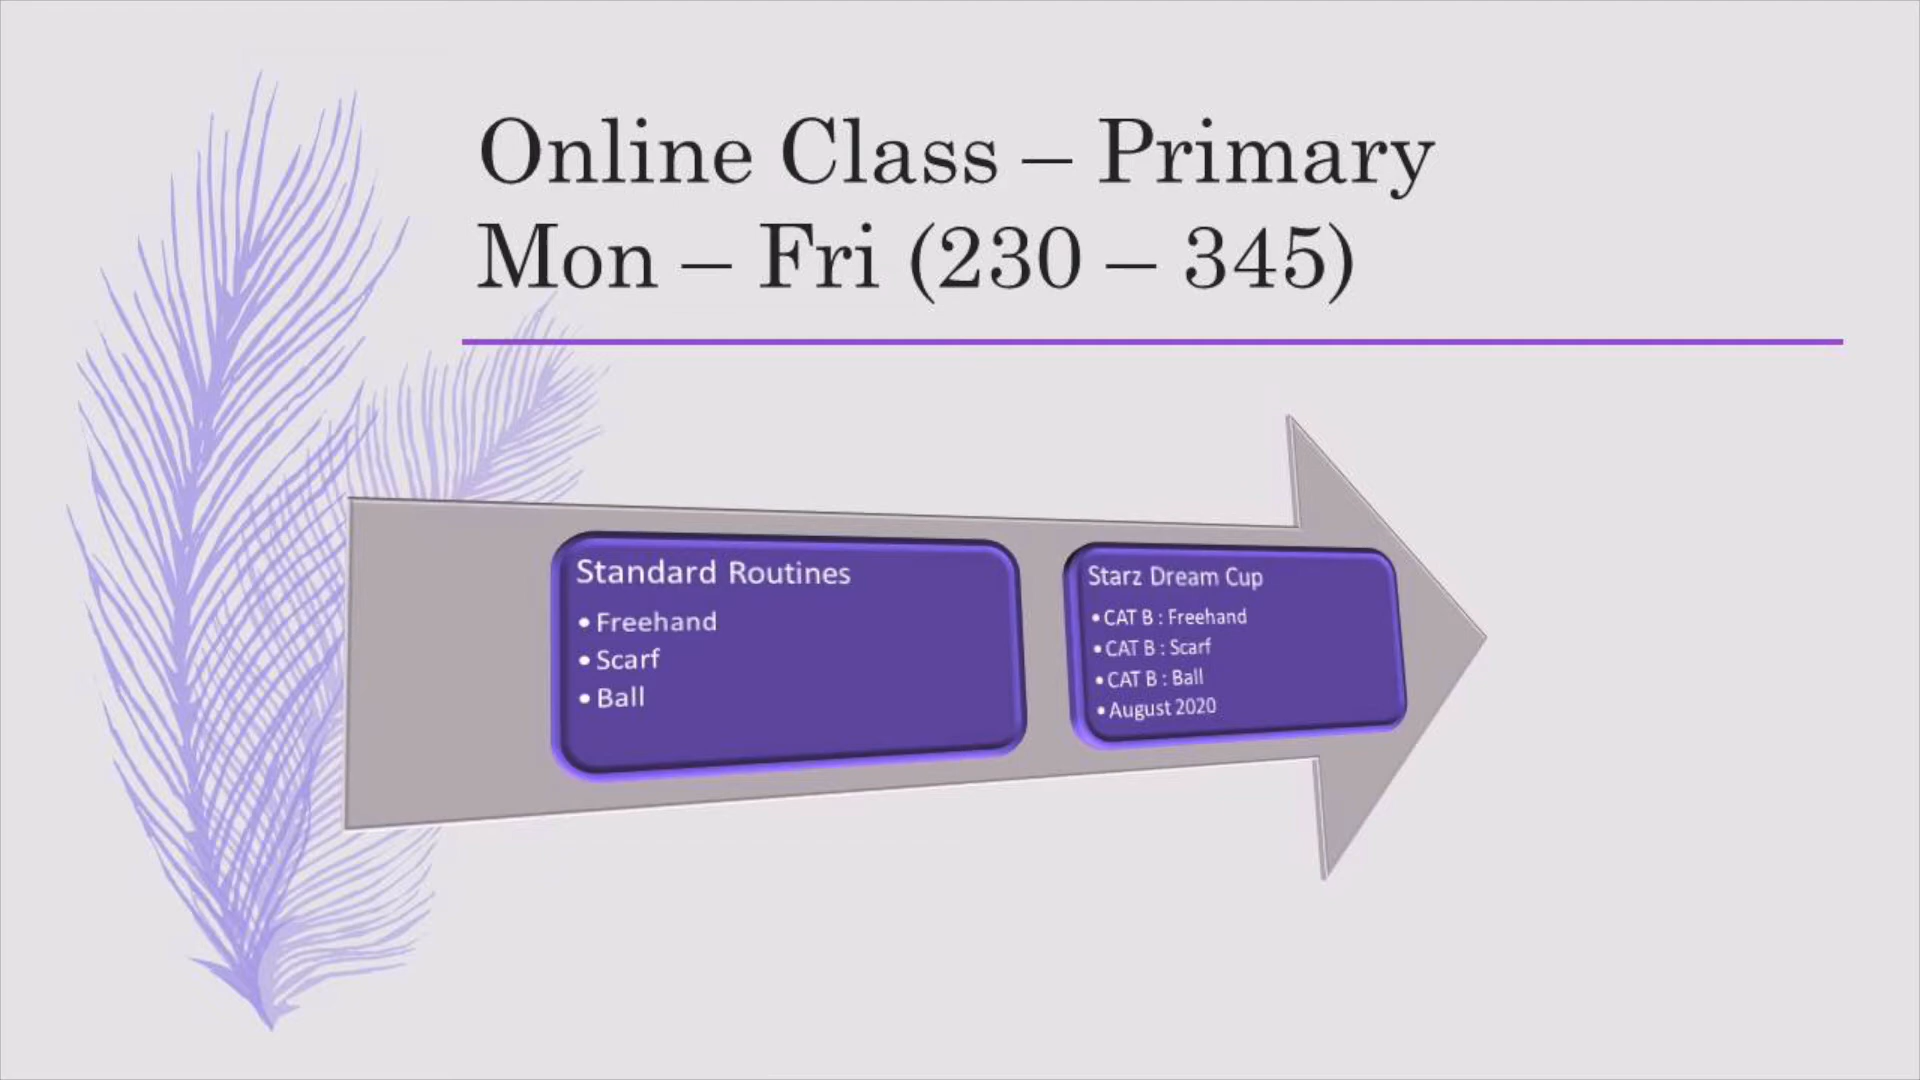 Online Class – Primary
Mon – Fri (230 – 345)
Standard Routines
• Freehand
• Scarf
• Ball
Starz Dream Cup
• CAT B : Freehand
• CAT B : Scarf
• CAT B : Ball
• August 2020